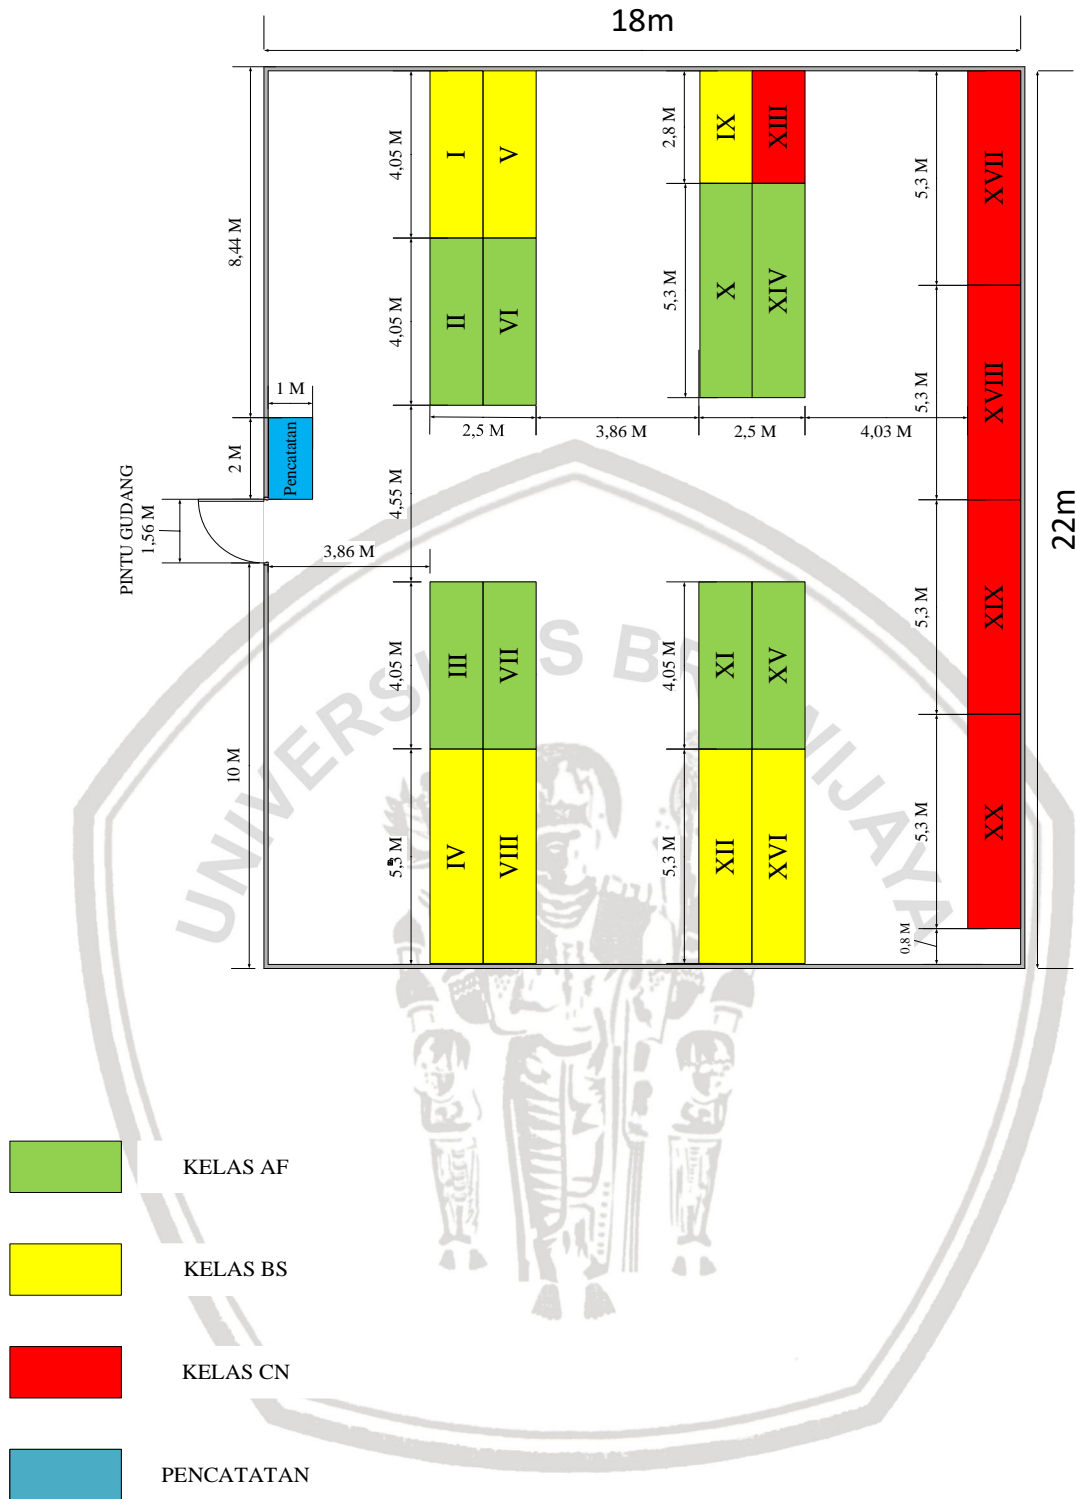 18m
4,05 M
I
V
2,8 M
IX
XIII
5,3 M
XVII
8,44 M
4,05 M
II
VI
5,3 M
X
XIV
5,3 M
XVIII
1 M
2,5 M
3,86 M
2,5 M
4,03 M
2 M
Pencatatan
4,55 M
PINTU GUDANG
1,56 M
3,86 M
22m
4,05 M
III
VII
4,05 M
XI
XV
5,3 M
XIX
UNIVERSITAS BRAWIJAYA
10 M
5,3 M
IV
VIII
5,3 M
XII
XVI
5,3 M
XX
0,8 M
KELAS AF
KELAS BS
KELAS CN
PENCATATAN